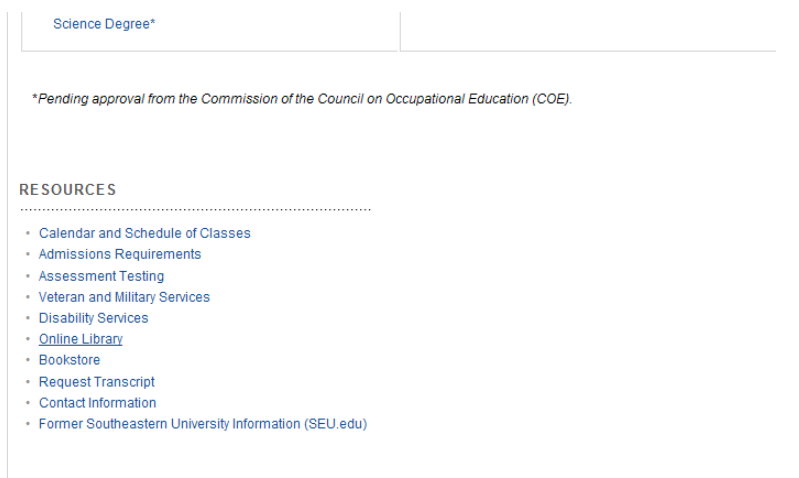 Science Degree*
*Pending approval from the Commission of the Council on Occupational Education (COE).
RESOURCES
Calendar and Schedule of Classes
Admissions Requirements
Assessment Testing
Veteran and Military Services
Disability Services
Online Library
Bookstore
Request Transcript
Contact Information
Former Southeastern University Information (SEU.edu)